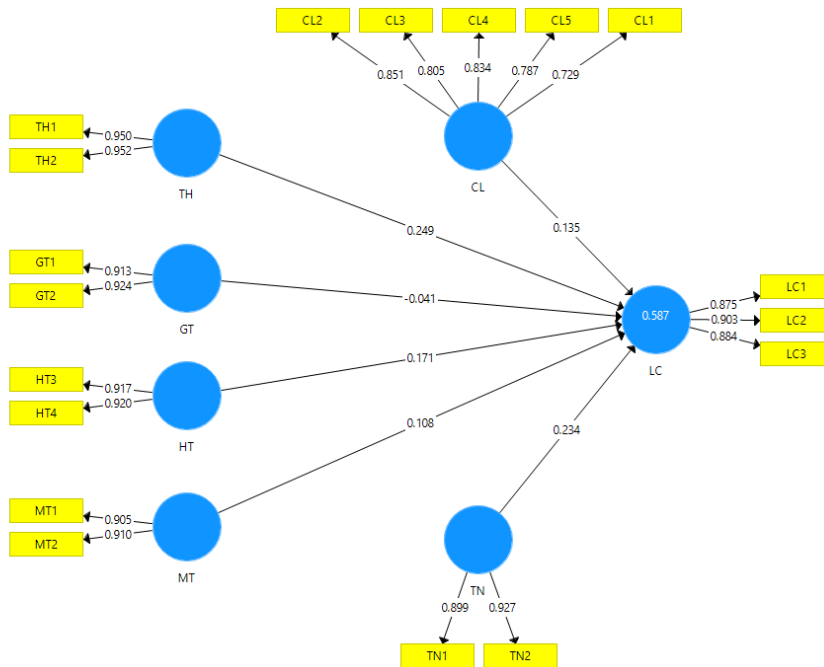 CL2 CL3 CL4 CL5 CL1
0.851 0.805 0.834 0.787 0.729
CL
TH1 0.950
TH2 0.952
TH
0.249
0.135
GT1 0.913
GT2 0.924
GT
-0.041
0.587
LC
0.875 LC1
0.903 LC2
0.884 LC3
0.171
HT3 0.917
HT4 0.920
HT
0.108
0.234
MT1 0.905
MT2 0.910
MT
TN
0.899 0.927
TN1 TN2